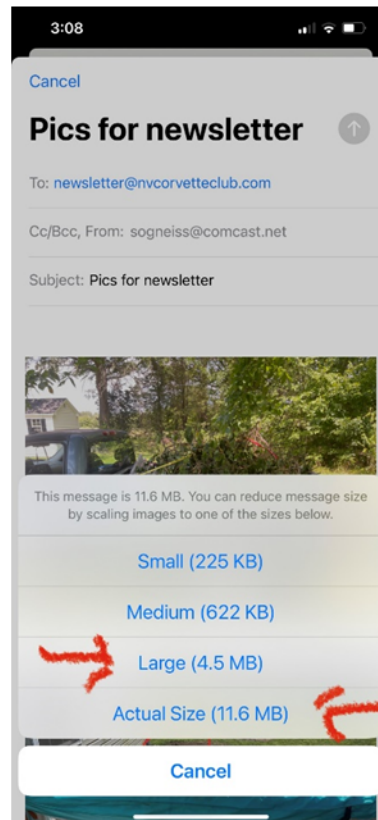 3:08
Cancel
Pics for newsletter
To: newsletter@nvcorvetteclub.com
Cc/Bcc, From: sogneiss@comcast.net
Subject: Pics for newsletter
This message is 11.6 MB. You can reduce message size
by scaling images to one of the sizes below.
Small (225 KB)
Medium (622 KB)
Large (4.5 MB)
Actual Size (11.6 MB)
Cancel